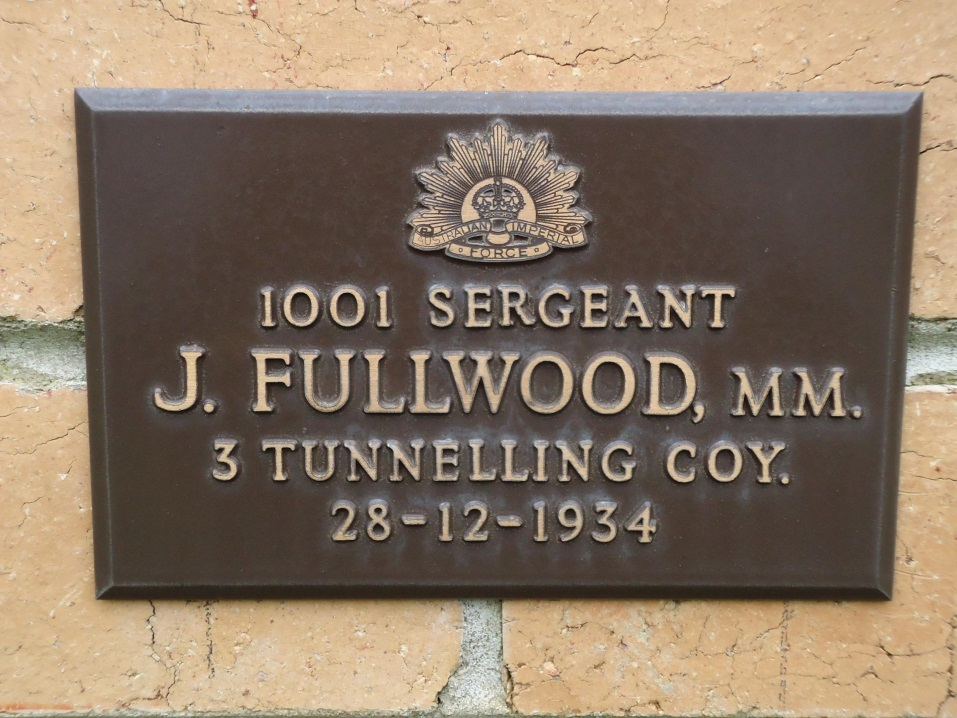 AUSTRALIAN IMPERIAL
FORCE
1001 SERGEANT
J. FULLWOOD, MM.
3 TUNNELLING COY.
28-12-1934